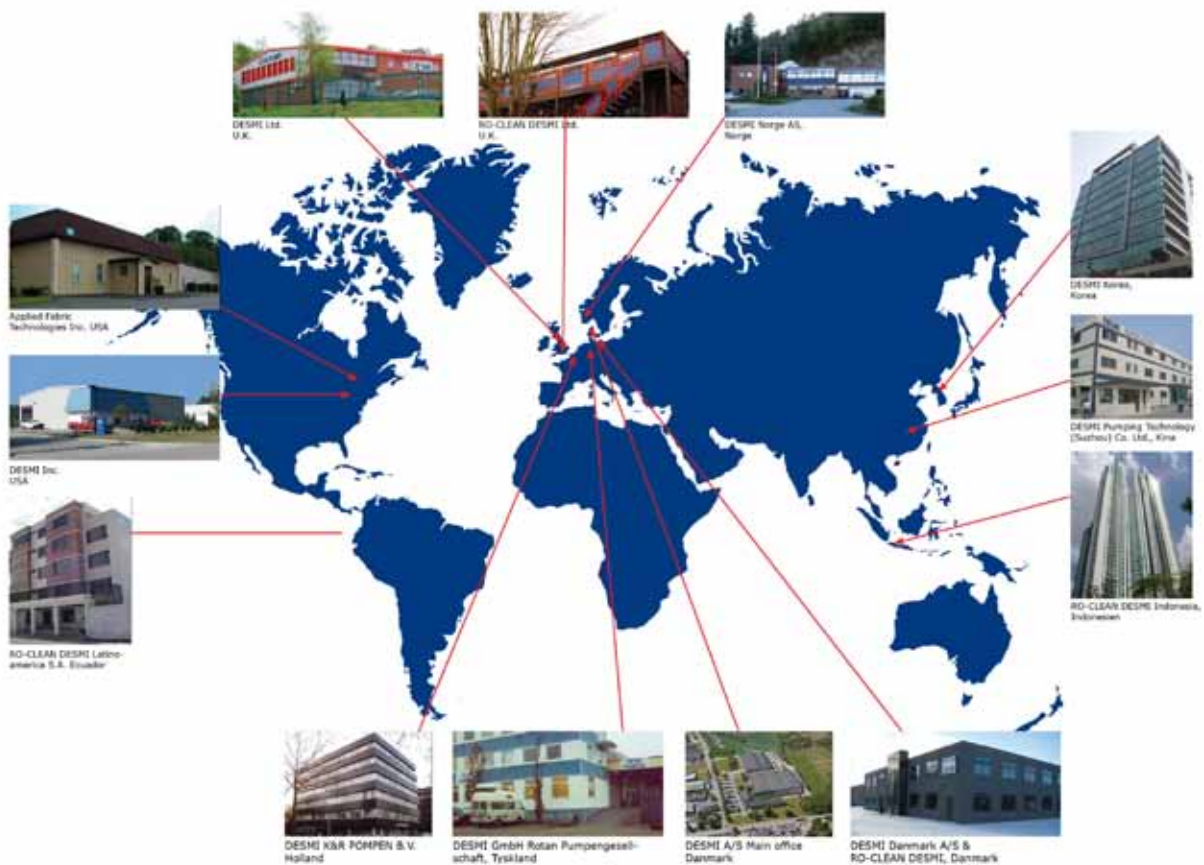 DESMI Ltd.
U.K.
RO-CLEAN DESMI Ltd.
U.K.
DESMI Norge AS,
Norge
Applied Fabric
Technologies Inc. USA
DESMI Korea,
Korea
DESMI Inc.
USA
DESMI Pumping Technology
(Suzhou) Co. Ltd., Kina
RO-CLEAN DESMI Latino-
america S.A. Ecuador
RO-CLEAN DESMI Indonesia,
Indonesien
DESMI K&R POMPEN B.V.
Holland
DESMI GmbH Rotan Pumpengesell-
schaft, Tyskland
DESMI A/S Main office
Danmark
DESMI Danmark A/S &
RO-CLEAN DESMI, Danmark